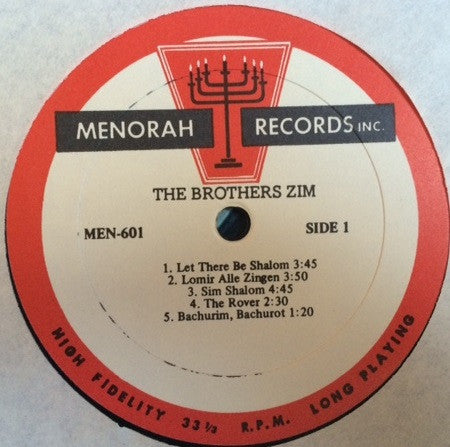 MENORAH RECORDS INC.
THE BROTHERS ZIM
MEN-601 SIDE 1
1. Let There Be Shalom 3:45
2. Lomir Alle Zingen 3:50
3. Sim Shalom 4:45
4. The Rover 2:30
5. Bachurim, Bachurot 1:20
HIGH FIDELITY 33⅓ R.P.M. LONG PLAYING